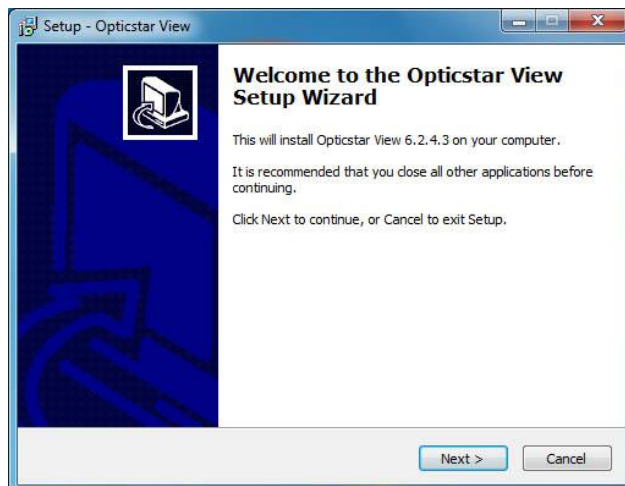 Setup - Opticstar View
Welcome to the Opticstar View
Setup Wizard
This will install Opticstar View 6.2.4.3 on your computer.
It is recommended that you close all other applications before
continuing.
Click Next to continue, or Cancel to exit Setup.
Next >
Cancel